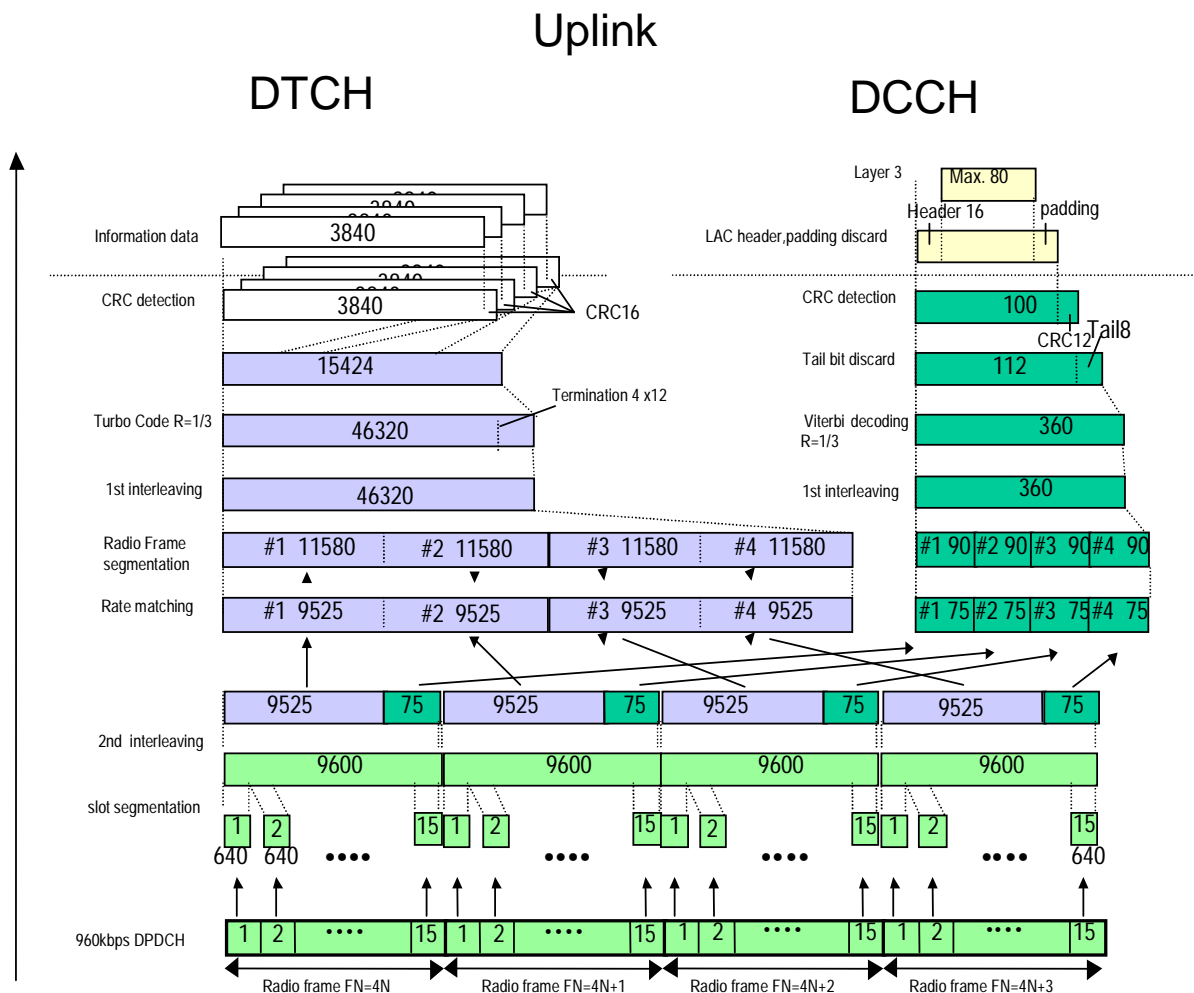 Uplink
DTCH
DCCH
Layer 3
Max. 80
Header 16
padding
Information data
3840
3840
LAC header,padding discard
CRC detection
3840
3840
CRC16
CRC detection
100
CRC12
Tail8
15424
Tail bit discard
112
Termination 4 x12
Turbo Code R=1/3
46320
Viterbi decoding
R=1/3
360
1st interleaving
46320
1st interleaving
360
Radio Frame
segmentation
#1 11580
#2 11580
#3 11580
#4 11580
#1 90
#2 90
#3 90
#4 90
Rate matching
#1 9525
#2 9525
#3 9525
#4 9525
#1 75
#2 75
#3 75
#4 75
9525
75
9525
75
9525
75
9525
75
2nd interleaving
9600
9600
9600
9600
slot segmentation
1
2
15
1
2
15
1
2
15
1
2
15
640
640
••••
••••
••••
••••
640
960kbps DPDCH
1
2
••••
15
1
2
••••
15
1
2
••••
15
1
2
••••
15
Radio frame FN=4N
Radio frame FN=4N+1
Radio frame FN=4N+2
Radio frame FN=4N+3